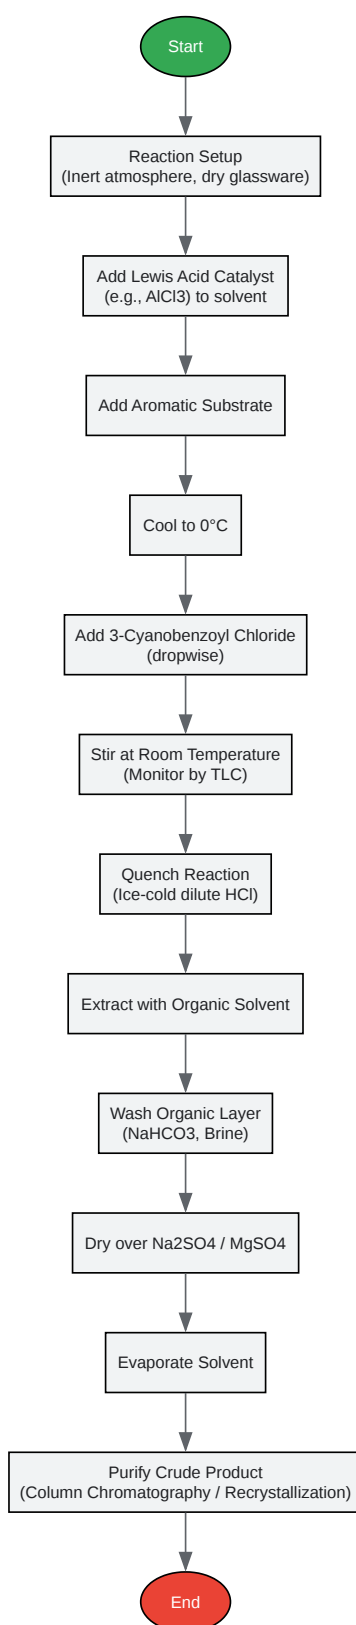 Start
Reaction Setup
(Inert atmosphere, dry glassware)
Add Lewis Acid Catalyst
(e.g., AlCl3) to solvent
Add Aromatic Substrate
Cool to 0°C
Add 3-Cyanobenzoyl Chloride
(dropwise)
Stir at Room Temperature
(Monitor by TLC)
Quench Reaction
(Ice-cold dilute HCl)
Extract with Organic Solvent
Wash Organic Layer
(NaHCO3, Brine)
Dry over Na2SO4 / MgSO4
Evaporate Solvent
Purify Crude Product
(Column Chromatography / Recrystallization)
End